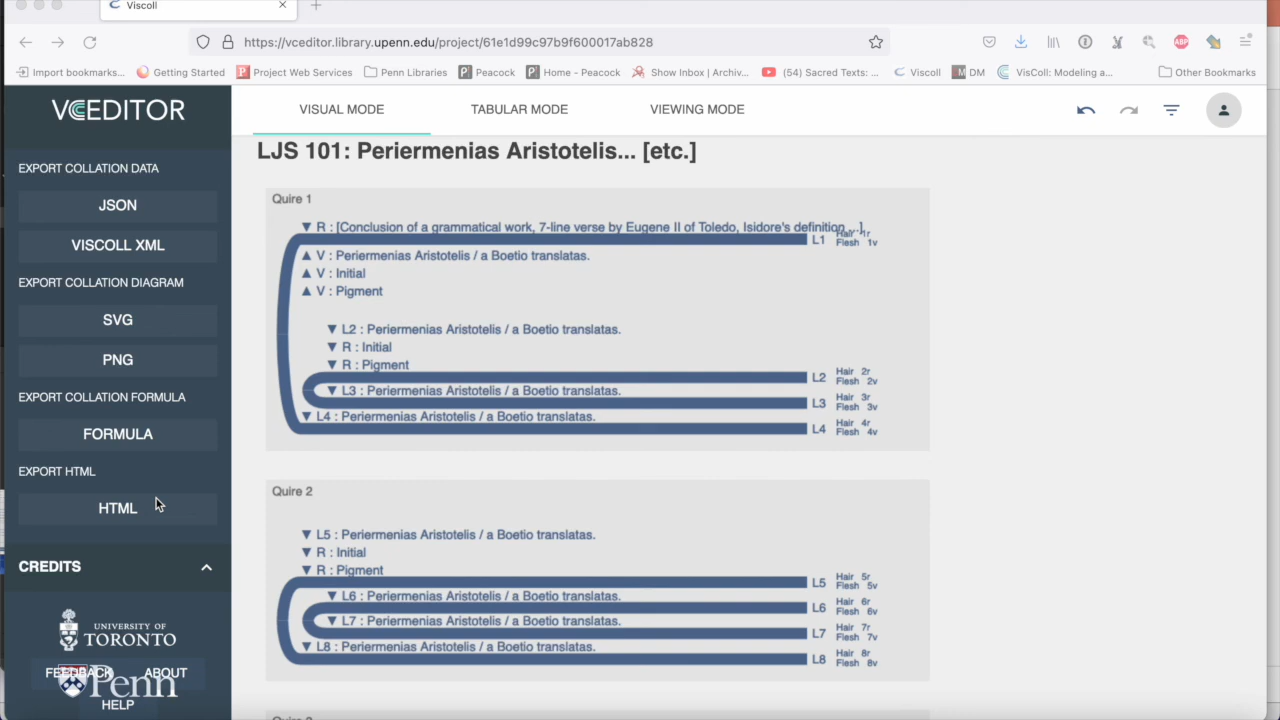 Viscoll
https://vceditor.library.upenn.edu/project/61e1d99c97b9f600017ab828
ABP
Import bookmarks... Getting Started Project Web Services Penn Libraries Peacock Home - Peacock Show Inbox | Archiv... (54) Sacred Texts: ... Viscoll DM VisColl: Modeling a... Other Bookmarks
VCEDITOR
VISUAL MODE TABULAR MODE VIEWING MODE
EXPORT COLLATION DATA
JSON
VISCOLL XML
EXPORT COLLATION DIAGRAM
SVG
PNG
EXPORT COLLATION FORMULA
FORMULA
EXPORT HTML
HTML
CREDITS
UNIVERSITY OF
TORONTO
FEEDBACK ABOUT
Penn
HELP
LJS 101: Periermenias Aristotelis... [etc.]
Quire 1
▼ R : [Conclusion of a grammatical work, 7-line verse by Eugene II of Toledo, Isidore's definition ...]
L1 Hair 1r
Flesh 1v
▲ V : Periermenias Aristotelis / a Boetio translatas.
▲ V : Initial
▲ V : Pigment
▼ L2 : Periermenias Aristotelis / a Boetio translatas.
▼ R : Initial
▼ R : Pigment
L2 Hair 2r
Flesh 2v
▼ L3 : Periermenias Aristotelis / a Boetio translatas.
L3 Hair 3r
Flesh 3v
▼ L4 : Periermenias Aristotelis / a Boetio translatas.
L4 Hair 4r
Flesh 4v
Quire 2
▼ L5 : Periermenias Aristotelis / a Boetio translatas.
▼ R : Initial
▼ R : Pigment
L5 Hair 5r
Flesh 5v
▼ L6 : Periermenias Aristotelis / a Boetio translatas.
L6 Hair 6r
Flesh 6v
▼ L7 : Periermenias Aristotelis / a Boetio translatas.
L7 Hair 7r
Flesh 7v
▼ L8 : Periermenias Aristotelis / a Boetio translatas.
L8 Hair 8r
Flesh 8v